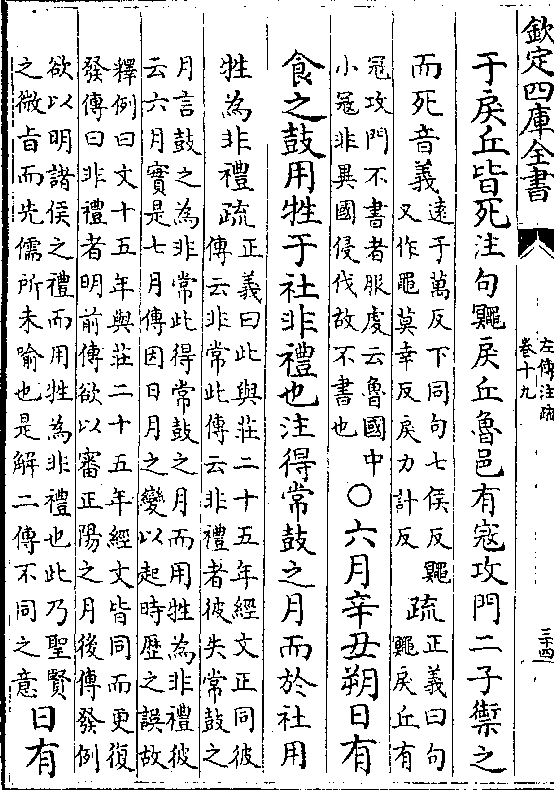 欽定四庫全書
左傳注疏
卷十九
三十四
于戾丘皆死注句鼆戾丘魯邑有寇攻門二子禦之
而死音義
遠于萬反下同句七侯反鼆
又作黽莫幸反戾力計反
疏
正義曰句
鼆戾丘有
冦攻門不書者服虔云魯國中
小冦非異國侵伐故不書也
○六月辛丑朔日有
食之鼓用牲于社非禮也注得常鼓之月而於社用
牲為非禮疏
正義曰此與莊二十五年經文正同彼
傳云非常此傳云非禮者彼失常鼓之
月言鼓之為非常此得常鼓之月而用牲為非禮彼
云六月實是七月傳因日月之變以起時歷之誤故
釋例曰文十五年與莊二十五年經文皆同而更復
發傳曰非禮者明前傳欲以審正陽之月後傳發例
欲以明諸侯之禮而用牲為非禮也此乃聖賢
之微旨而先儒所未喻也是解二傳不同之意
日有